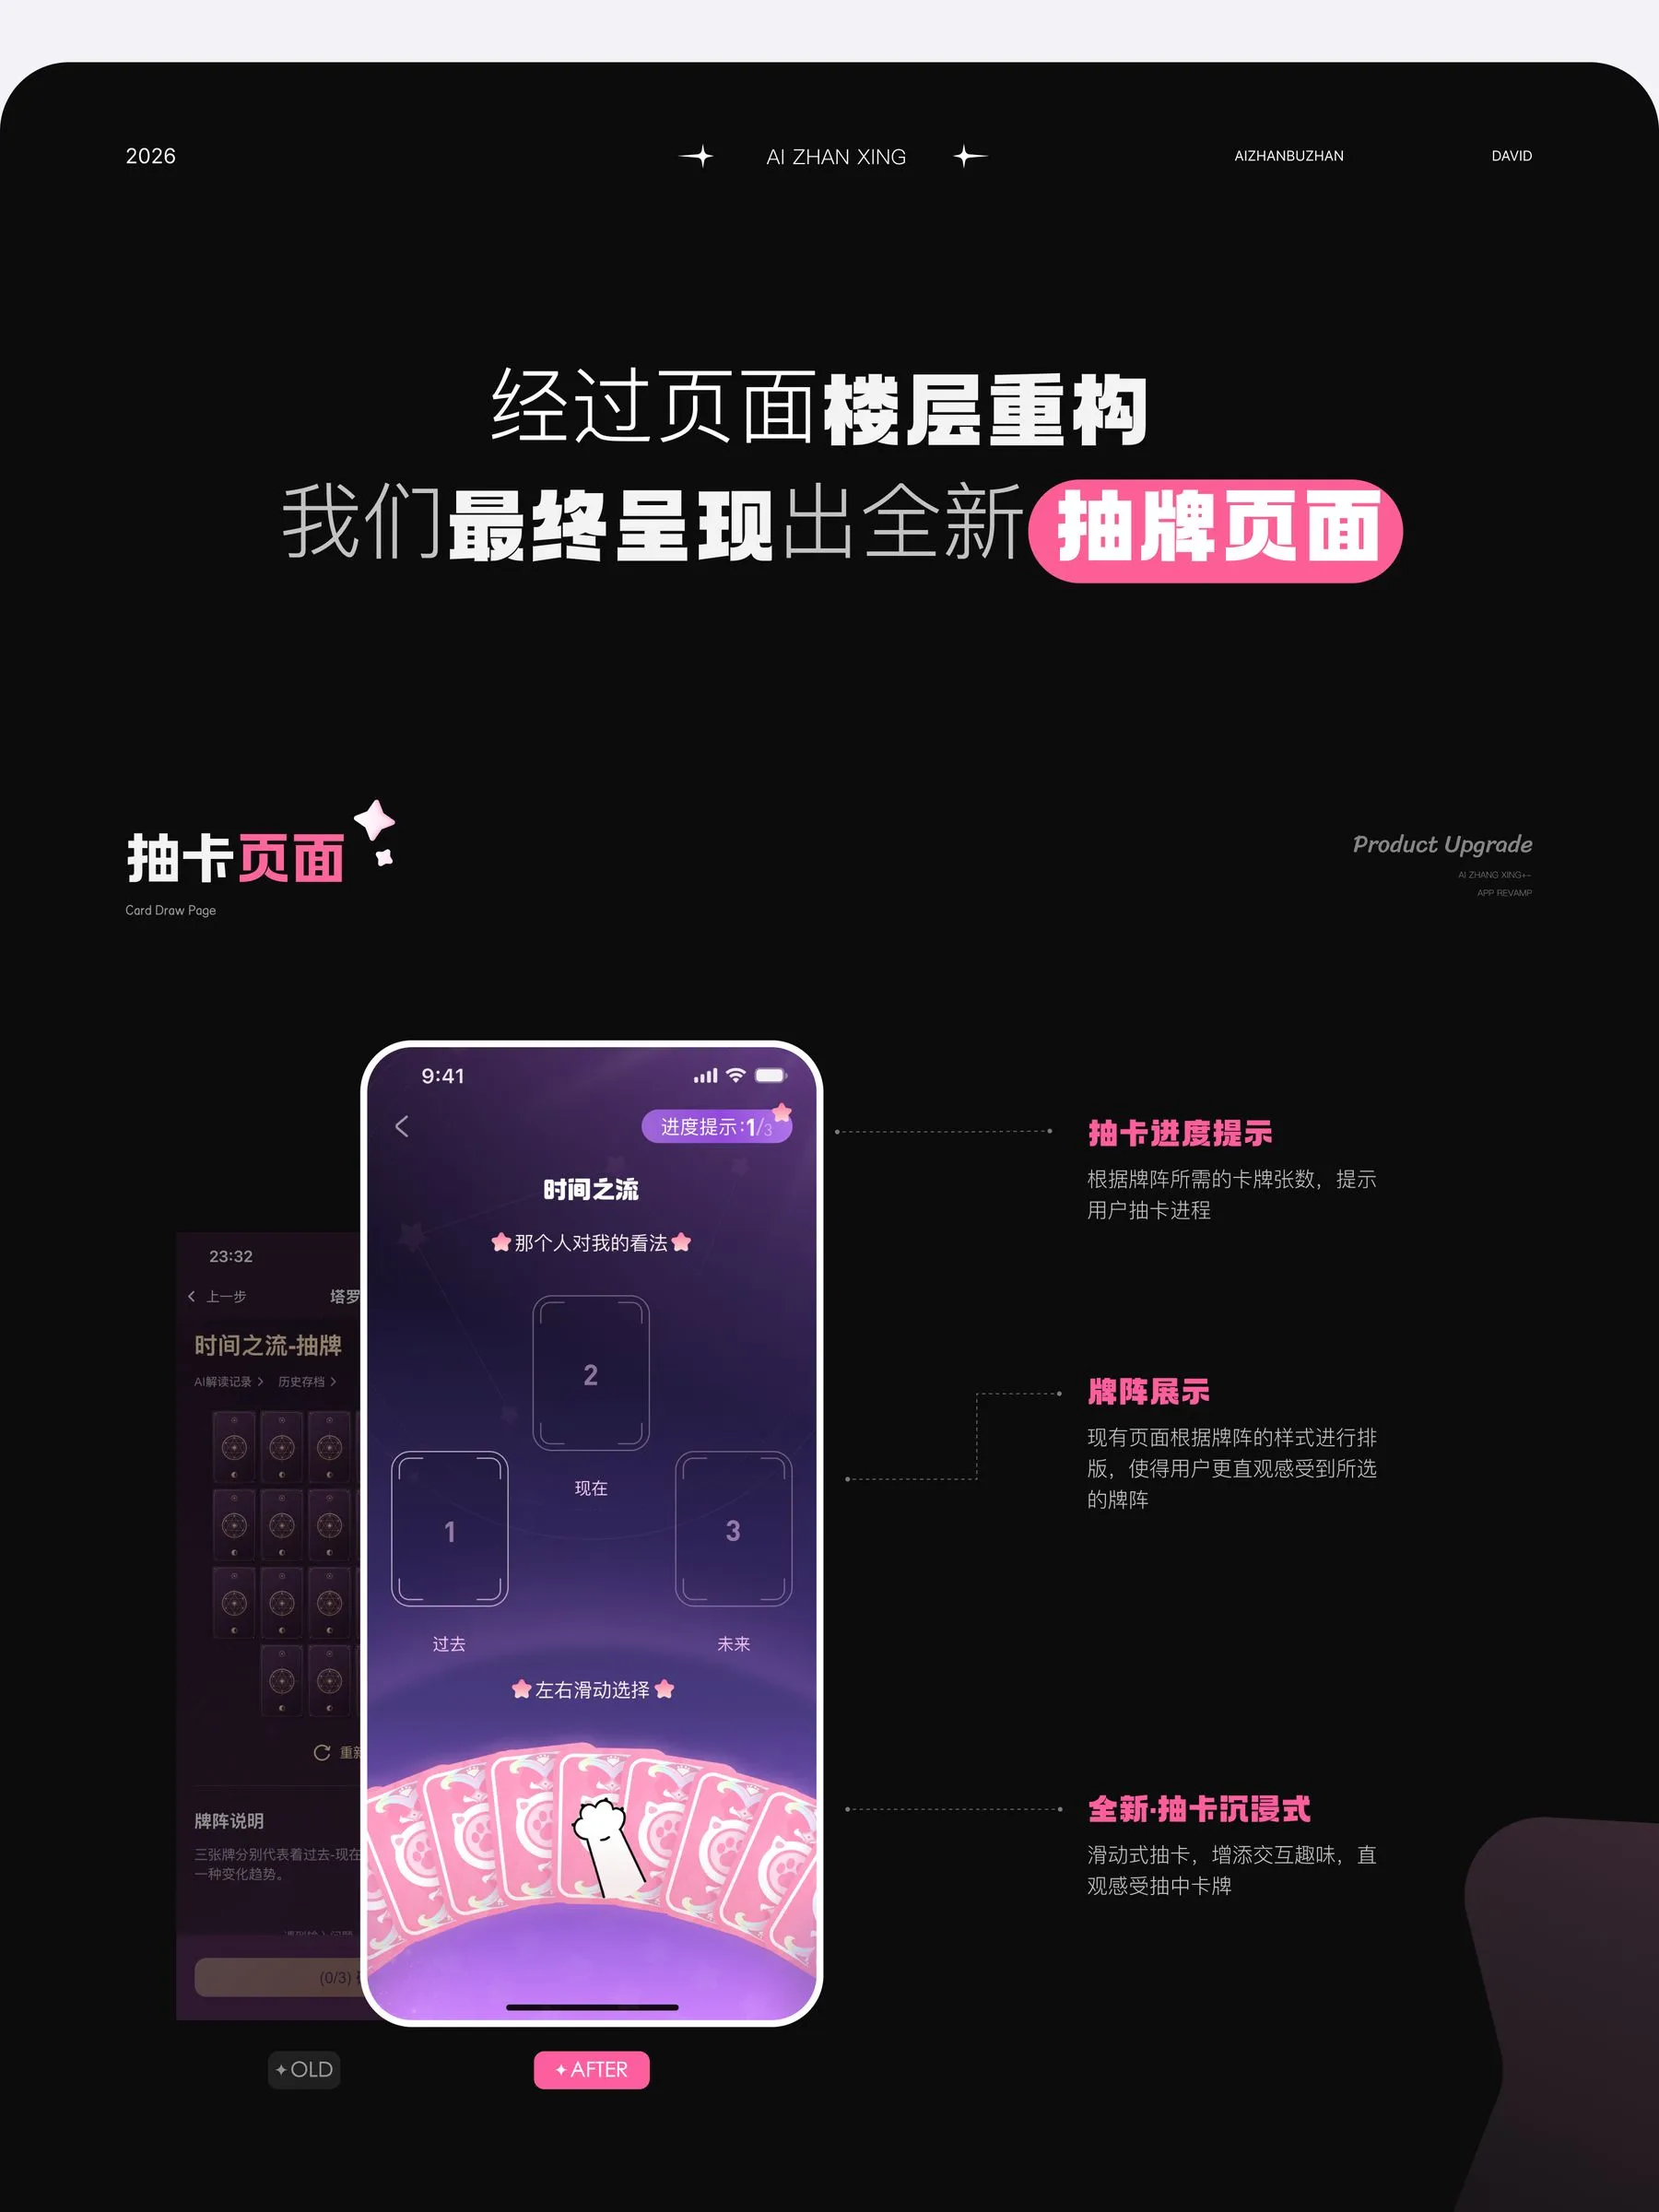 2026
AI ZHAN XING
AIZHANBUZHAN
DAVID
经过页面楼层重构
我们最终呈现出全新抽牌页面
抽卡页面
Card Draw Page
Product Upgrade
AI ZHANG XING+–
APP REVAMP
9:41
进度提示:1/3
时间之流
那个人对我的看法
2
现在
1
过去
3
未来
左右滑动选择
23:32
上一步
塔罗
时间之流-抽牌
AI解读记录
历史存档
重新
牌阵说明
三张牌分别代表着过去-现在
一种变化趋势。
(0/3)
抽卡进度提示
根据牌阵所需的卡牌张数，提示
用户抽卡进程
牌阵展示
现有页面根据牌阵的样式进行排
版，使得用户更直观感受到所选
的牌阵
全新·抽卡沉浸式
滑动式抽卡，增添交互趣味，直
观感受抽中卡牌
OLD
AFTER